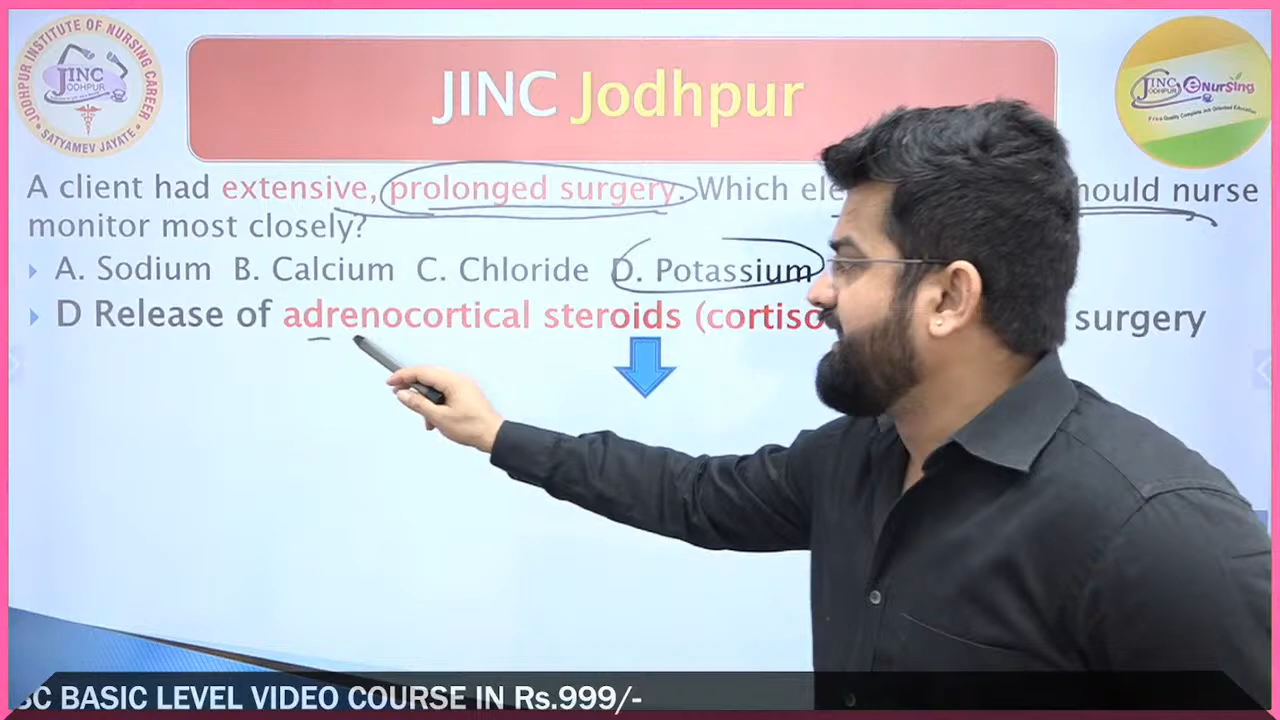 JODHPUR INSTITUTE OF NURSING CAREER
JINC
JODHPUR
SATYAMEV JAYATE
JINC Jodhpur
JINC
JODHPUR
eNursing
A client had extensive, prolonged surgery. Which ele hould nurse
monitor most closely?
A. Sodium B. Calcium C. Chloride D. Potassium
D Release of adrenocortical steroids (cortiso surgery
SC BASIC LEVEL VIDEO COURSE IN Rs.999/-